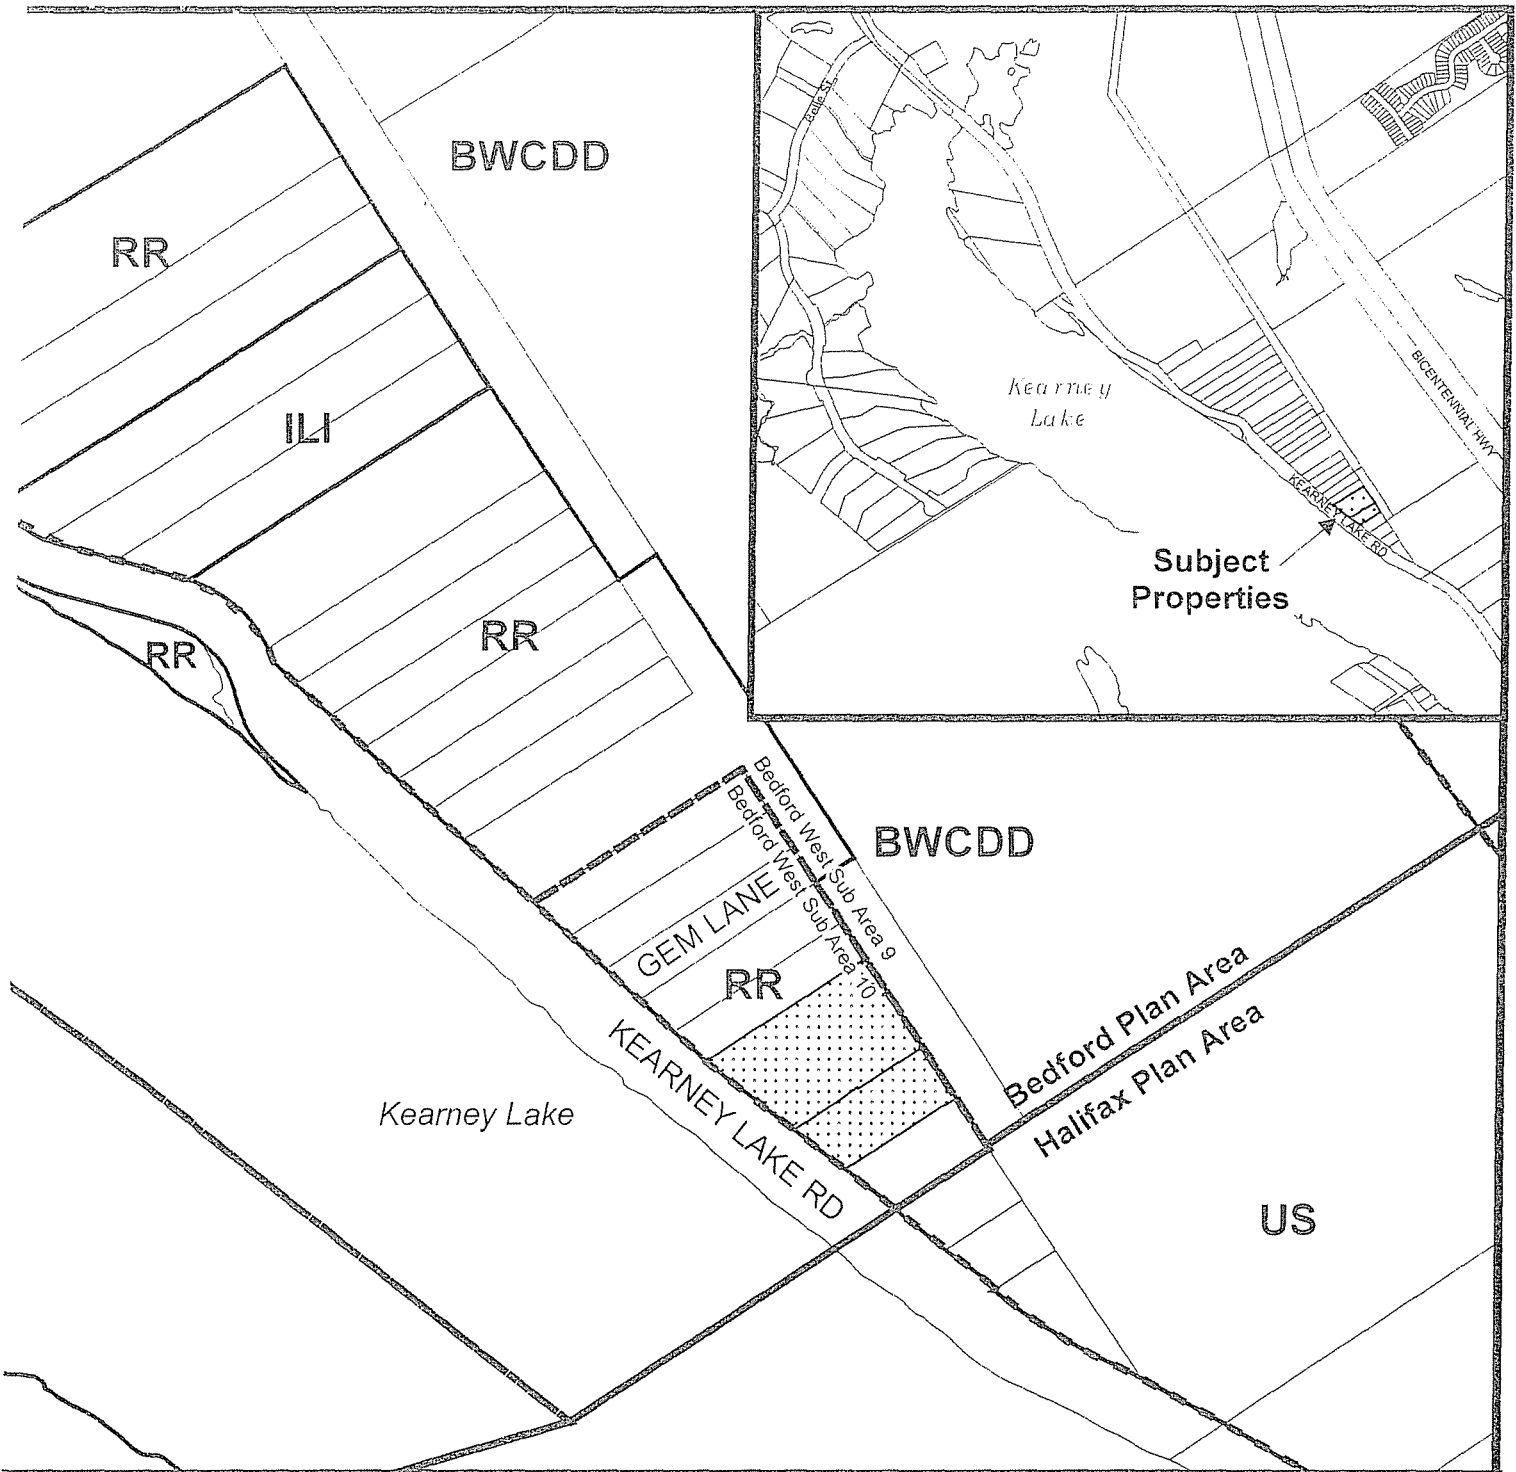 BWCDD
RR
ILI
RR
RR
Belle St
Kearney
Lake
BICENTENNIAL HWY
KEARNEY LAKE RD
Subject
Properties
Bedford West Sub Area 9
Bedford West Sub Area 10
BWCDD
GEM LANE
RR
KEARNEY LAKE RD
Kearney Lake
Bedford Plan Area
Halifax Plan Area
US